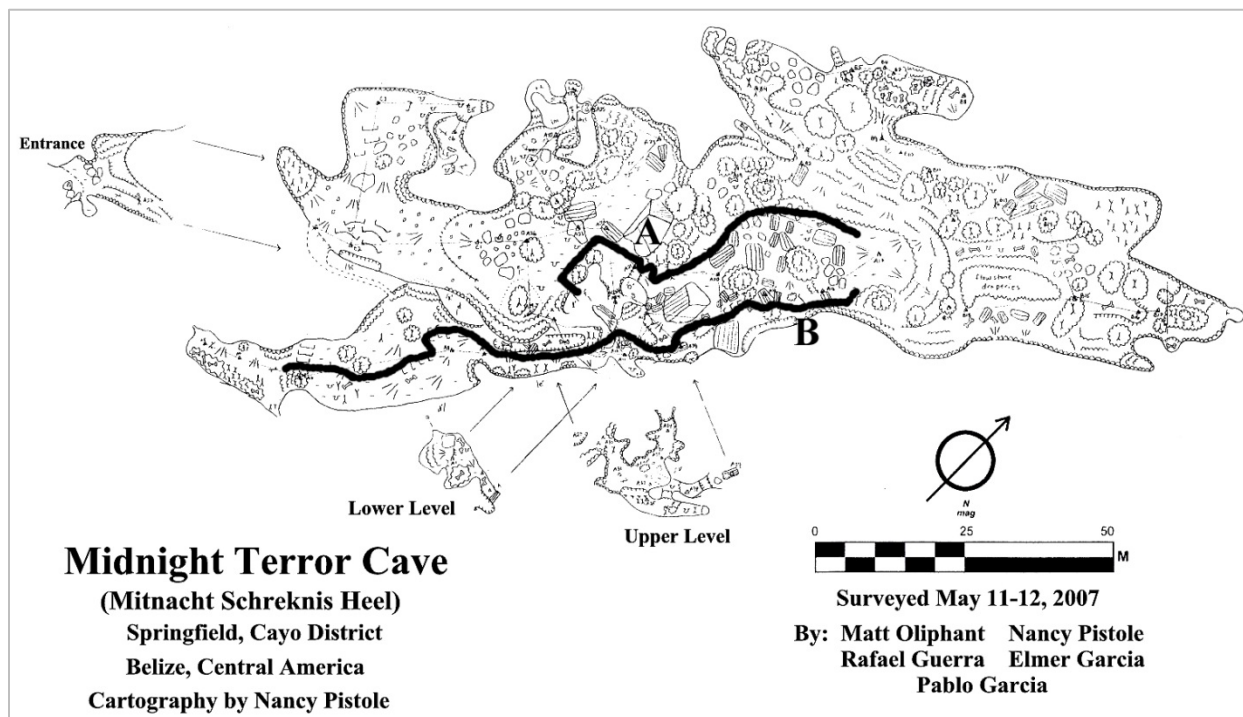 Entrance
A
B
Flowstone
draperies
Lower Level
Upper Level
N
mag
0 25 50
M
Midnight Terror Cave
(Mitnacht Schreknis Heel)
Springfield, Cayo District
Belize, Central America
Cartography by Nancy Pistole
Surveyed May 11-12, 2007
By: Matt Oliphant Nancy Pistole
Rafael Guerra Elmer Garcia
Pablo Garcia